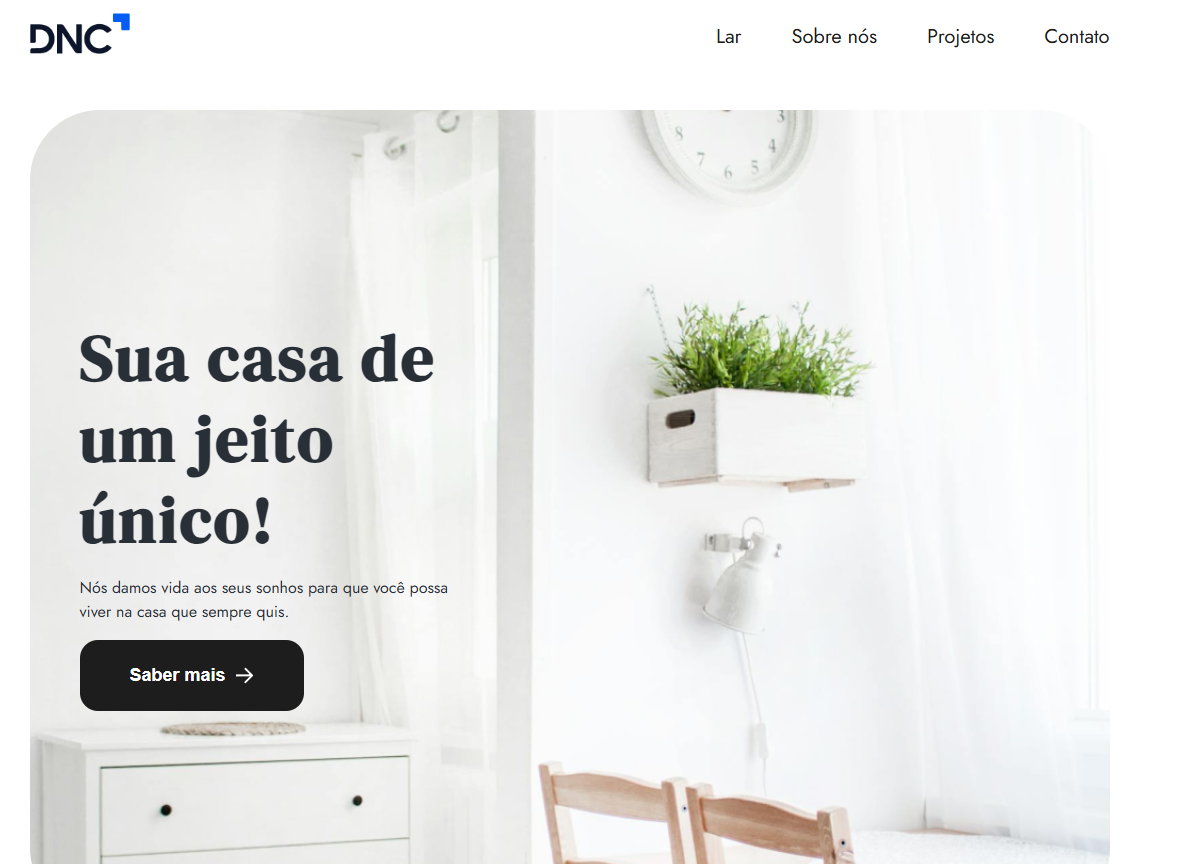 DNC
Lar Sobre nós Projetos Contato
8 7 6 5 4 3
Sua casa de
um jeito
único!
Nós damos vida aos seus sonhos para que você possa
viver na casa que sempre quis.
Saber mais →